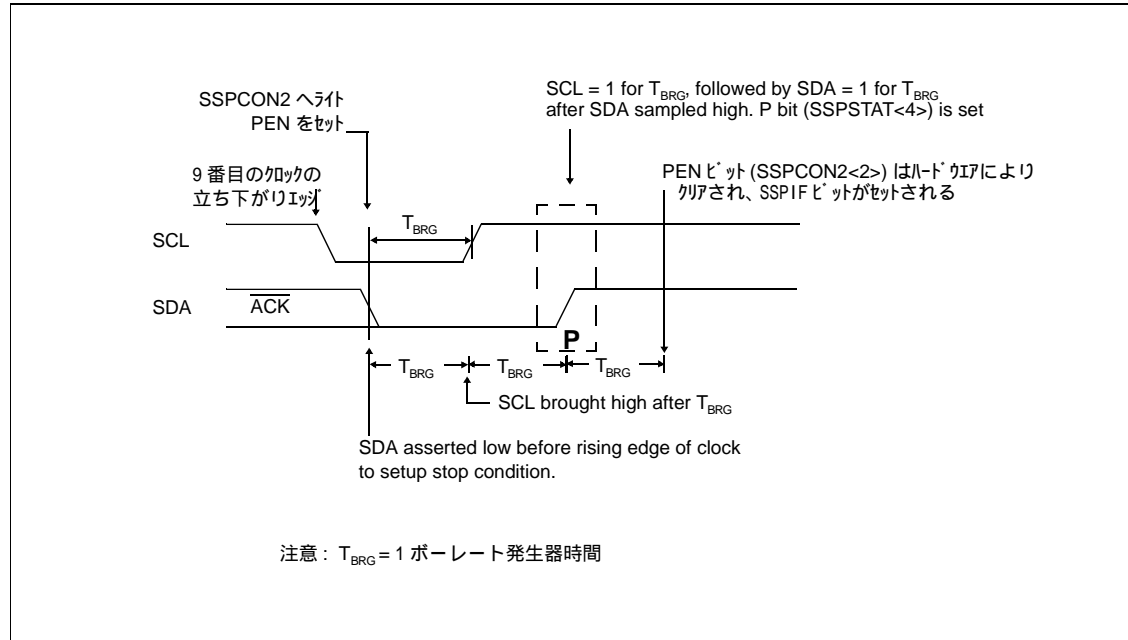 SCL = 1 for TBRG, followed by SDA = 1 for TBRG
after SDA sampled high. P bit (SSPSTAT<4>) is set
SSPCON2 へﾗｲﾄ
PEN をｾｯﾄ
PEN ﾋﾞｯﾄ (SSPCON2<2>) はﾊｰﾄﾞｳｴｱにより
ｸﾘｱされ、SSPIF ﾋﾞｯﾄがｾｯﾄされる
9 番目のｸﾛｯｸの
立ち下がりｴｯｼﾞ
TBRG
SCL
SDA
ACK
P
TBRG
TBRG
TBRG
SCL brought high after TBRG
SDA asserted low before rising edge of clock
to setup stop condition.
注意 : TBRG = 1 ボーレート発生器時間